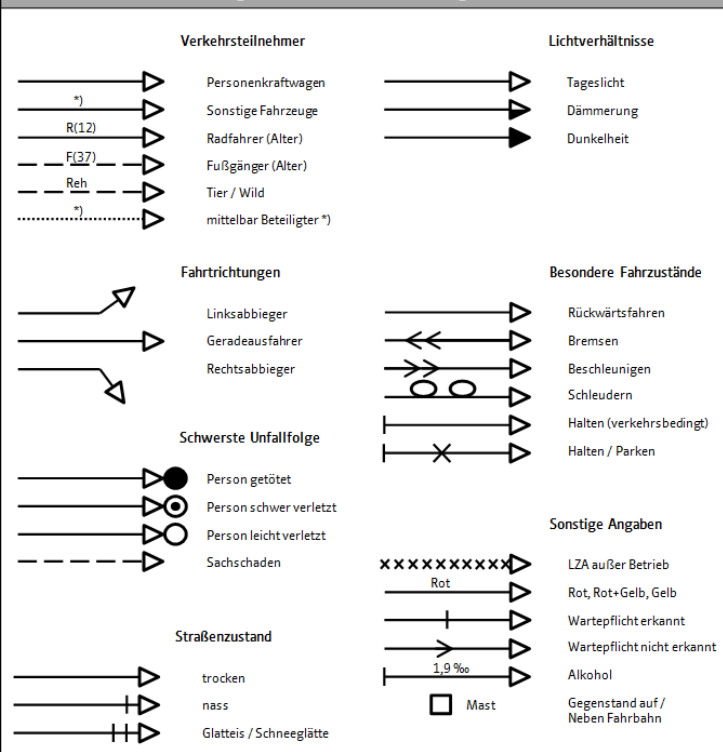 Verkehrsteilnehmer
Personenkraftwagen
*)
Sonstige Fahrzeuge
R(12)
Radfahrer (Alter)
F(37)
Fußgänger (Alter)
Reh
Tier / Wild
*)
mittelbar Beteiligter *)
Lichtverhältnisse
Tageslicht
Dämmerung
Dunkelheit
Fahrtrichtungen
Linksabbieger
Geradeausfahrer
Rechtsabbieger
Besondere Fahrzustände
Rückwärtsfahren
Bremsen
Beschleunigen
Schleudern
Halten (verkehrsbedingt)
Halten / Parken
Schwerste Unfallfolge
Person getötet
Person schwer verletzt
Person leicht verletzt
Sachschaden
Sonstige Angaben
LZA außer Betrieb
Rot
Rot, Rot+Gelb, Gelb
Wartepflicht erkannt
Wartepflicht nicht erkannt
1,9 ‰
Alkohol
Mast
Gegenstand auf /
Neben Fahrbahn
Straßenzustand
trocken
nass
Glatteis / Schneeglätte